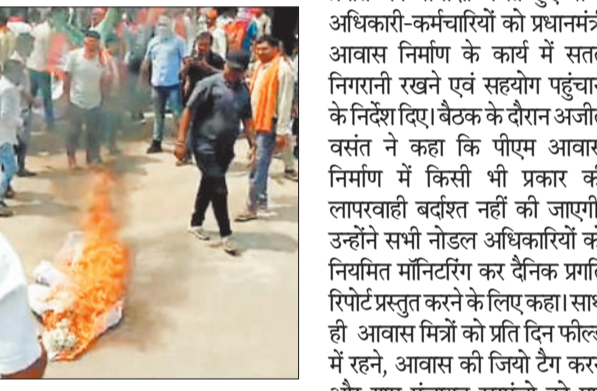 अधिकारी-कर्मचारियों को प्रधानमंत्री
आवास निर्माण के कार्य में सतत
निगरानी रखने एवं सहयोग पहुंचाने
के निर्देश दिए। बैठक के दौरान अजीत
वसंत ने कहा कि पीएम आवास
निर्माण में किसी भी प्रकार की
लापरवाही बर्दाश्त नहीं की जाएगी
उन्होंने सभी नोडल अधिकारियों को
नियमित मॉनिटरिंग कर दैनिक प्रगति
रिपोर्ट प्रस्तुत करने के लिए कहा। साथ
ही आवास मित्रों को प्रति दिन फील्ड
में रहने, आवास की जियो टैग करने